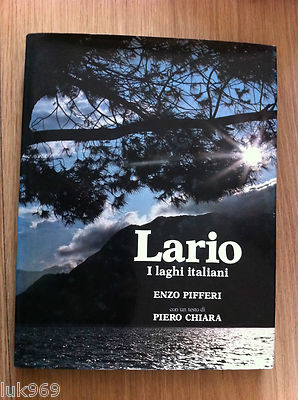 Lario
I laghi italiani
ENZO PIFFERI
con un testo di
PIERO CHIARA
luk969